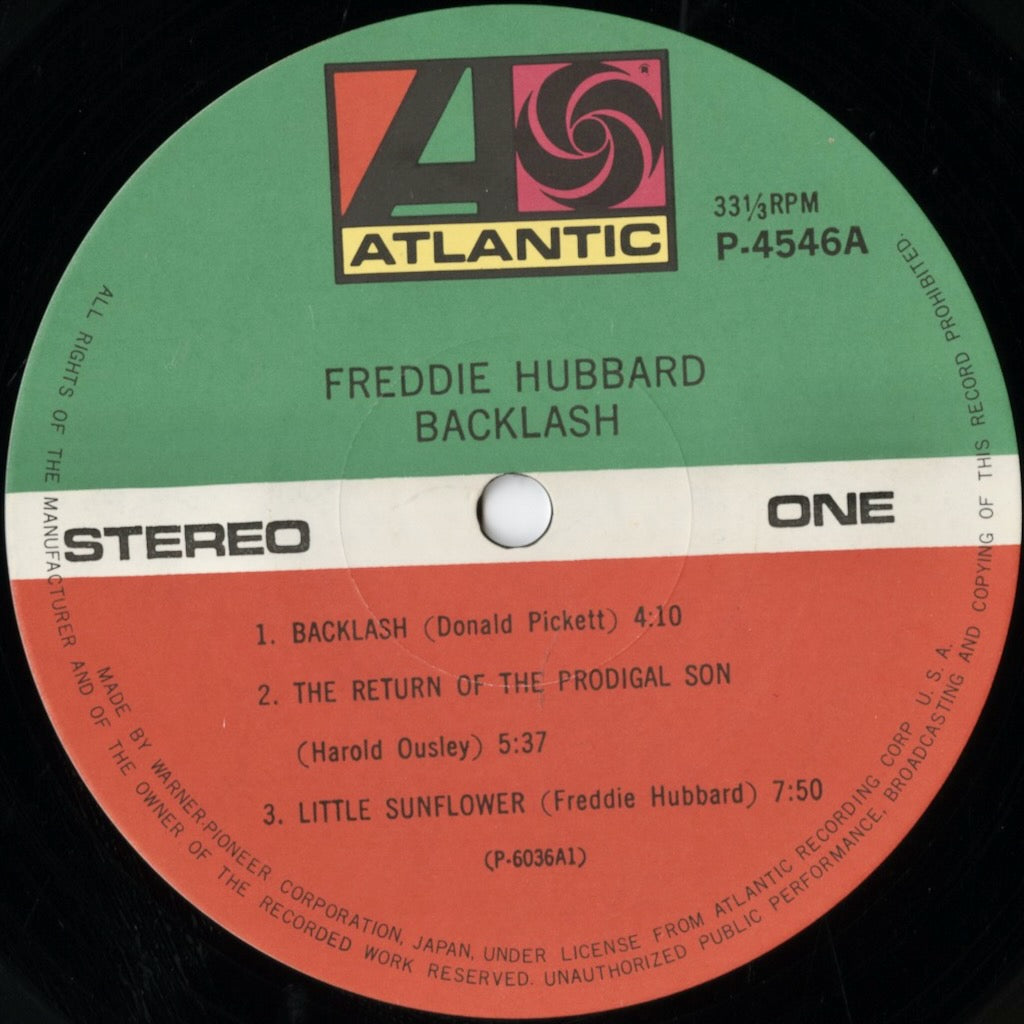 ATLANTIC
®
33⅓ RPM
P-4546A
FREDDIE HUBBARD
BACKLASH
STEREO
ONE
1. BACKLASH (Donald Pickett) 4:10
2. THE RETURN OF THE PRODIGAL SON
(Harold Ousley) 5:37
3. LITTLE SUNFLOWER (Freddie Hubbard) 7:50
(P-6036A1)
MADE BY WARNER-PIONEER CORPORATION, JAPAN, UNDER LICENSE FROM ATLANTIC RECORDING CORP. U. S. A.
ALL RIGHTS OF THE MANUFACTURER AND OF THE OWNER OF THE RECORDED WORK RESERVED. UNAUTHORIZED PUBLIC PERFORMANCE, BROADCASTING AND COPYING OF THIS RECORD PROHIBITED.